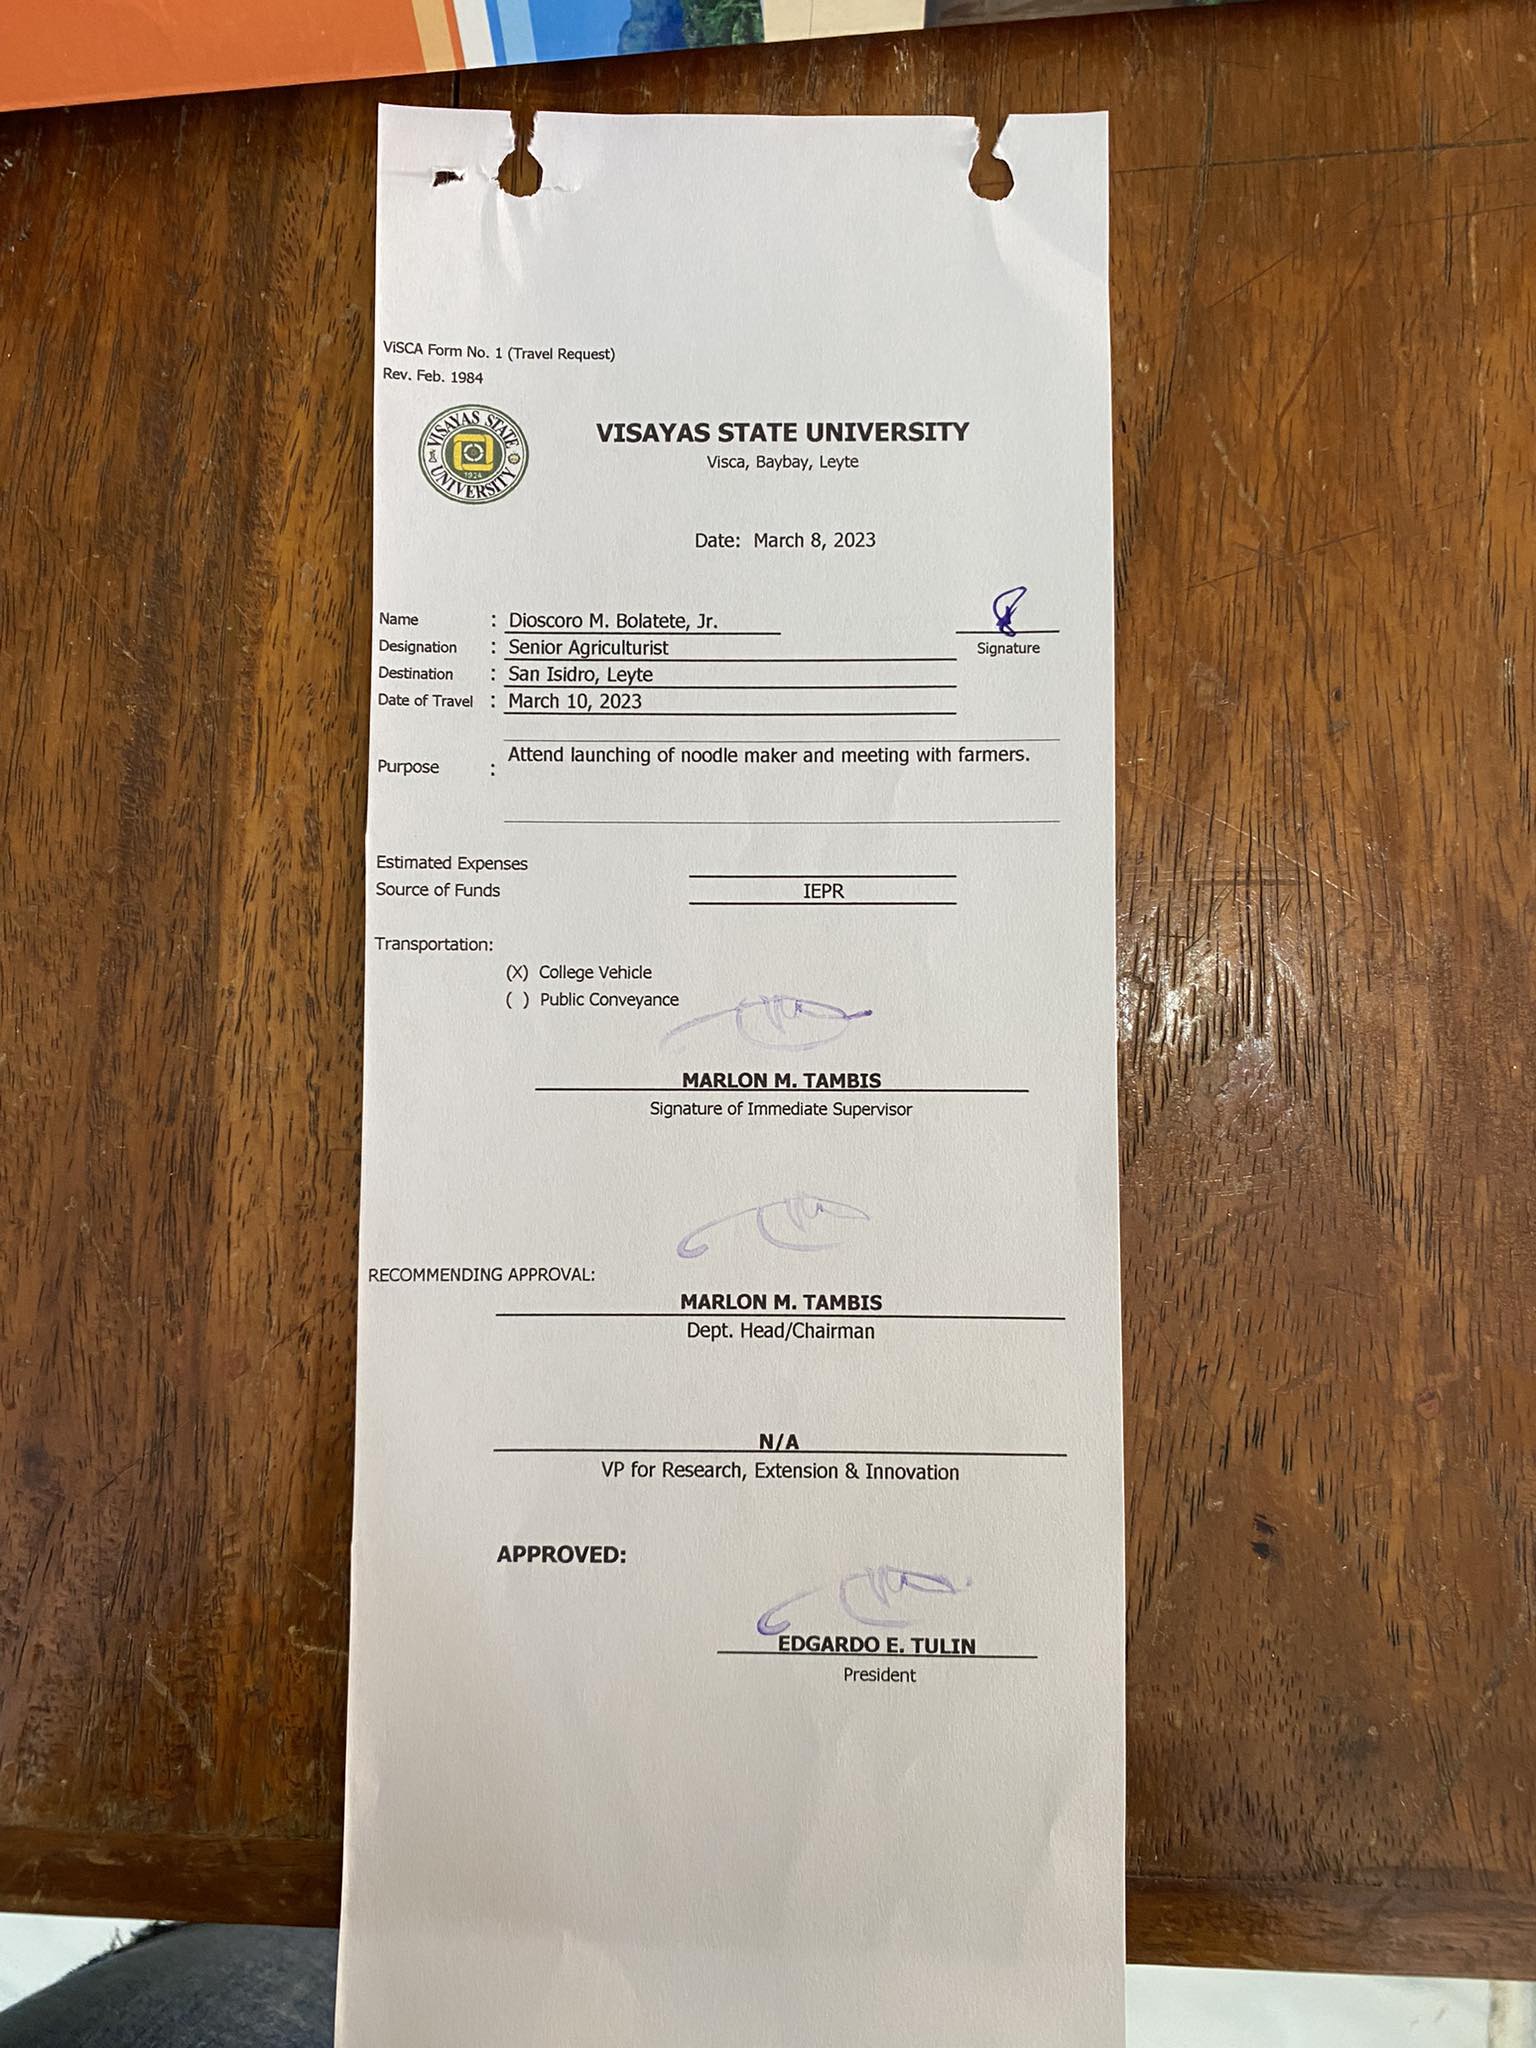 ViSCA Form No. 1 (Travel Request)
Rev. Feb. 1984
VISAYAS STATE UNIVERSITY
1924
VISAYAS STATE UNIVERSITY
Visca, Baybay, Leyte
Date: March 8, 2023
Name : Dioscoro M. Bolatete, Jr.
Designation : Senior Agriculturist Signature
Destination : San Isidro, Leyte
Date of Travel : March 10, 2023
Purpose : Attend launching of noodle maker and meeting with farmers.
Estimated Expenses
Source of Funds IEPR
Transportation:
(X) College Vehicle
( ) Public Conveyance
MARLON M. TAMBIS
Signature of Immediate Supervisor
RECOMMENDING APPROVAL:
MARLON M. TAMBIS
Dept. Head/Chairman
N/A
VP for Research, Extension & Innovation
APPROVED:
EDGARDO E. TULIN
President